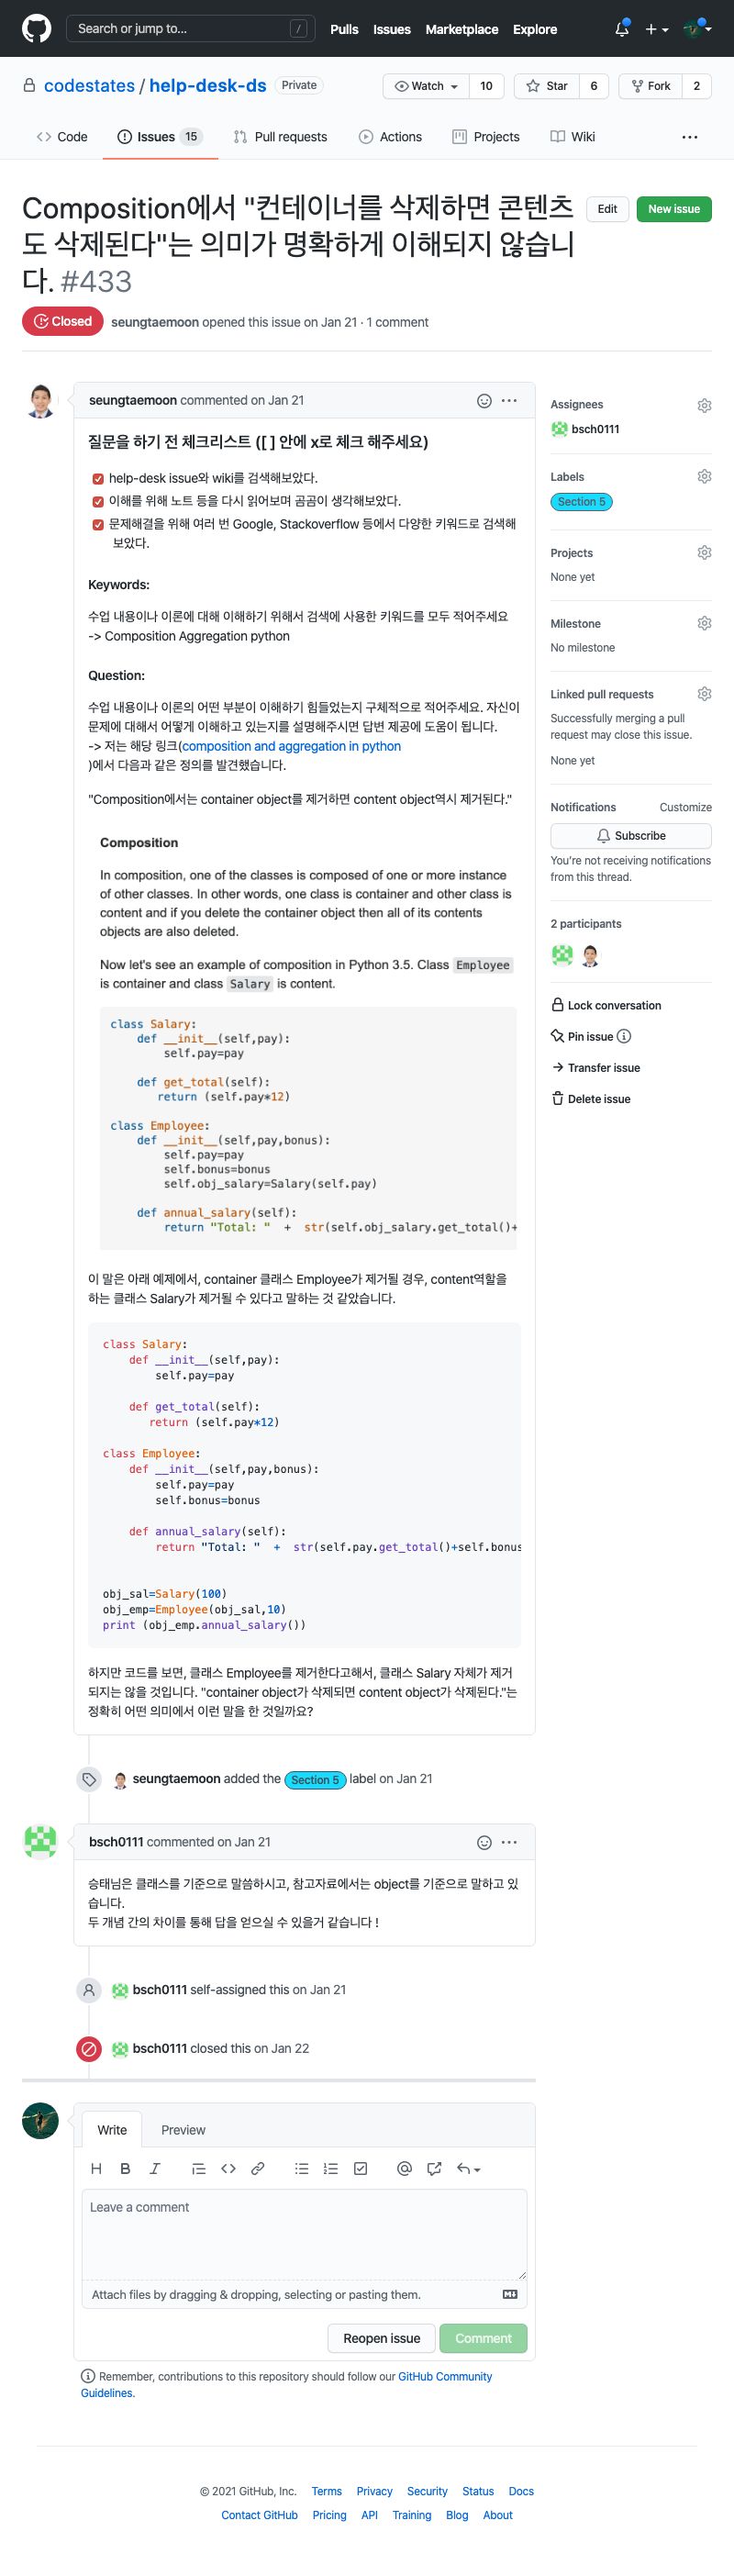 Search or jump to...
/
Pulls
Issues
Marketplace
Explore
codestates / help-desk-ds
Private
Watch
10
Star
6
Fork
2
Code
Issues 15
Pull requests
Actions
Projects
Wiki
Composition에서 "컨테이너를 삭제하면 콘텐츠
도 삭제된다"는 의미가 명확하게 이해되지 않습니
다. #433
Edit
New issue
Closed
seungtaemoon opened this issue on Jan 21 · 1 comment
seungtaemoon commented on Jan 21
질문을 하기 전 체크리스트 ([ ] 안에 x로 체크 해주세요)
help-desk issue와 wiki를 검색해보았다.
이해를 위해 노트 등을 다시 읽어보며 곰곰이 생각해보았다.
문제해결을 위해 여러 번 Google, Stackoverflow 등에서 다양한 키워드로 검색해
보았다.
Keywords:
수업 내용이나 이론에 대해 이해하기 위해서 검색에 사용한 키워드를 모두 적어주세요
-> Composition Aggregation python
Question:
수업 내용이나 이론의 어떤 부분이 이해하기 힘들었는지 구체적으로 적어주세요. 자신이
문제에 대해서 어떻게 이해하고 있는지를 설명해주시면 답변 제공에 도움이 됩니다.
-> 저는 해당 링크(composition and aggregation in python
)에서 다음과 같은 정의를 발견했습니다.
"Composition에서는 container object를 제거하면 content object역시 제거된다."
Composition
In composition, one of the classes is composed of one or more instance
of other classes. In other words, one class is container and other class is
content and if you delete the container object then all of its contents
objects are also deleted.
Now let's see an example of composition in Python 3.5. Class Employee
is container and class Salary is content.
class Salary:
def __init__(self,pay):
self.pay=pay
def get_total(self):
return (self.pay*12)
class Employee:
def __init__(self,pay,bonus):
self.pay=pay
self.bonus=bonus
self.obj_salary=Salary(self.pay)
def annual_salary(self):
return "Total: " + str(self.obj_salary.get_total()+
이 말은 아래 예제에서, container 클래스 Employee가 제거될 경우, content역할을
하는 클래스 Salary가 제거될 수 있다고 말하는 것 같았습니다.
class Salary:
def __init__(self,pay):
self.pay=pay
def get_total(self):
return (self.pay*12)
class Employee:
def __init__(self,pay,bonus):
self.pay=pay
self.bonus=bonus
def annual_salary(self):
return "Total: " + str(self.pay.get_total()+self.bonus
obj_sal=Salary(100)
obj_emp=Employee(obj_sal,10)
print (obj_emp.annual_salary())
하지만 코드를 보면, 클래스 Employee를 제거한다고해서, 클래스 Salary 자체가 제거
되지는 않을 것입니다. "container object가 삭제되면 content object가 삭제된다."는
정확히 어떤 의미에서 이런 말을 한 것일까요?
seungtaemoon added the Section 5 label on Jan 21
bsch0111 commented on Jan 21
승태님은 클래스를 기준으로 말씀하시고, 참고자료에서는 object를 기준으로 말하고 있
습니다.
두 개념 간의 차이를 통해 답을 얻으실 수 있을거 같습니다 !
bsch0111 self-assigned this on Jan 21
bsch0111 closed this on Jan 22
Assignees
bsch0111
Labels
Section 5
Projects
None yet
Milestone
No milestone
Linked pull requests
Successfully merging a pull
request may close this issue.
None yet
Notifications
Customize
Subscribe
You're not receiving notifications
from this thread.
2 participants
Lock conversation
Pin issue
Transfer issue
Delete issue
Write
Preview
Leave a comment
Attach files by dragging & dropping, selecting or pasting them.
Reopen issue
Comment
Remember, contributions to this repository should follow our GitHub Community
Guidelines.
© 2021 GitHub, Inc.
Terms
Privacy
Security
Status
Docs
Contact GitHub
Pricing
API
Training
Blog
About